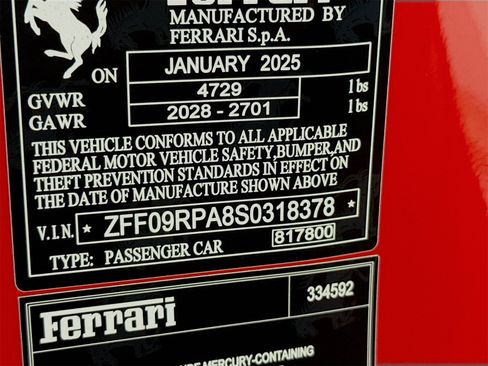 MANUFACTURED BY
FERRARI S.p.A.
ON JANUARY 2025
GVWR 4729 lbs
GAWR 2028 - 2701 lbs
THIS VEHICLE CONFORMS TO ALL APPLICABLE
FEDERAL MOTOR VEHICLE SAFETY,BUMPER,AND
THEFT PREVENTION STANDARDS IN EFFECT ON
THE DATE OF MANUFACTURE SHOWN ABOVE
V.I.N. * ZFF09RPA8S0318378 *
TYPE: PASSENGER CAR 817800
Ferrari 334592
MERCURY-CONTAINING